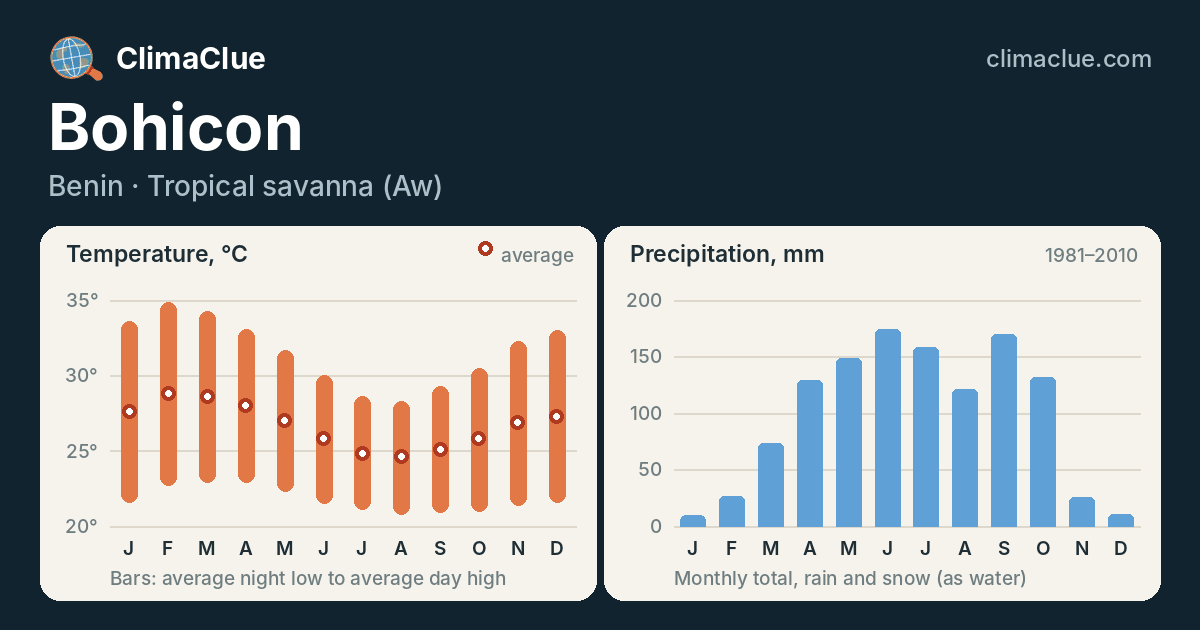 ClimaClue
climaclue.com
Bohicon
Benin · Tropical savanna (Aw)
Temperature, °C
average
35°
30°
25°
20°
J F M A M J J A S O N D
Bars: average night low to average day high
Precipitation, mm
1981–2010
200
150
100
50
0
J F M A M J J A S O N D
Monthly total, rain and snow (as water)